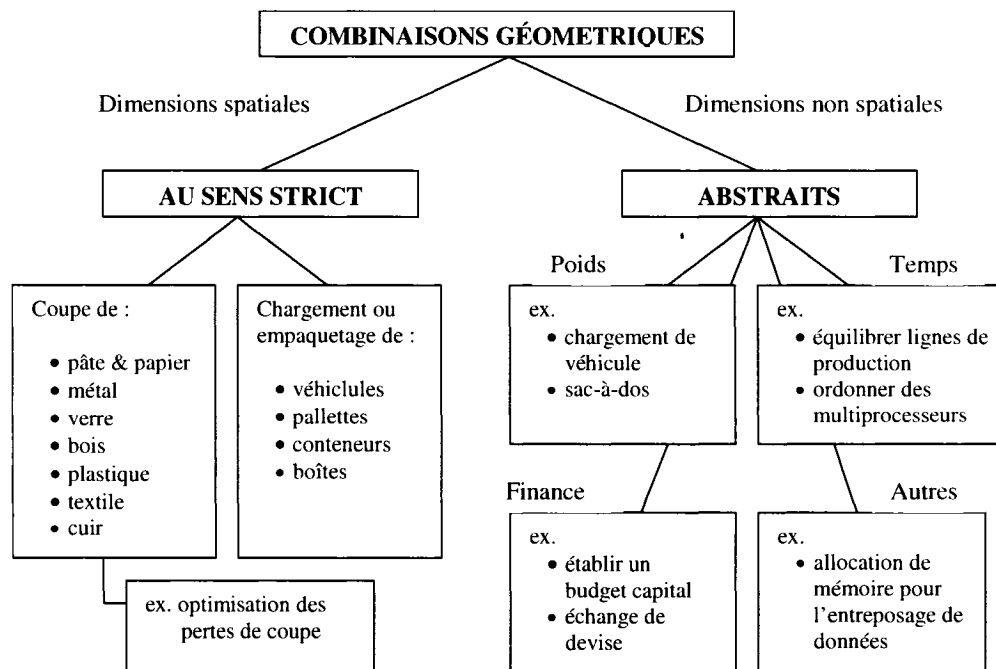 COMBINAISONS GÉOMETRIQUES
Dimensions spatiales
Dimensions non spatiales
AU SENS STRICT
ABSTRAITS
Coupe de :
• pâte & papier
• métal
• verre
• bois
• plastique
• textile
• cuir
ex. optimisation des
pertes de coupe
Chargement ou
empaquetage de :
• véhiclules
• pallettes
• conteneurs
• boîtes
Poids
ex.
• chargement de
véhicule
• sac-à-dos
Temps
ex.
• équilibrer lignes de
production
• ordonner des
multiprocesseurs
Finance
ex.
• établir un
budget capital
• échange de
devise
Autres
ex.
• allocation de
mémoire pour
l'entreposage de
données